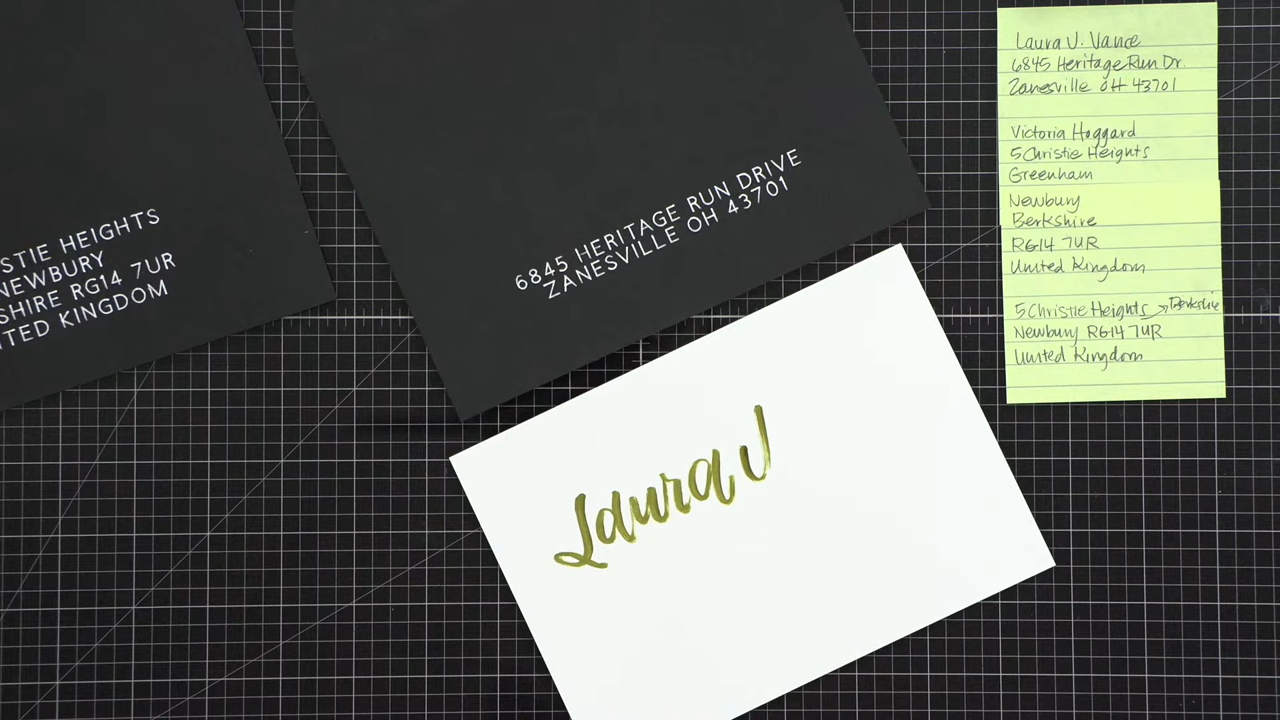 STIE HEIGHTS
NEWBURY
SHIRE RG14 7UR
TED KINGDOM
6845 HERITAGE RUN DRIVE
ZANESVILLE OH 43701
Laura J
Laura J. Vance
6845 Heritage Run Dr.
Zanesville OH 43701
Victoria Hoggard
5 Christie Heights
Greenham
Newbury
Berkshire
RG14 7UR
United Kingdom
5 Christie Heights → Berkshire
Newbury RG14 7UR
United Kingdom